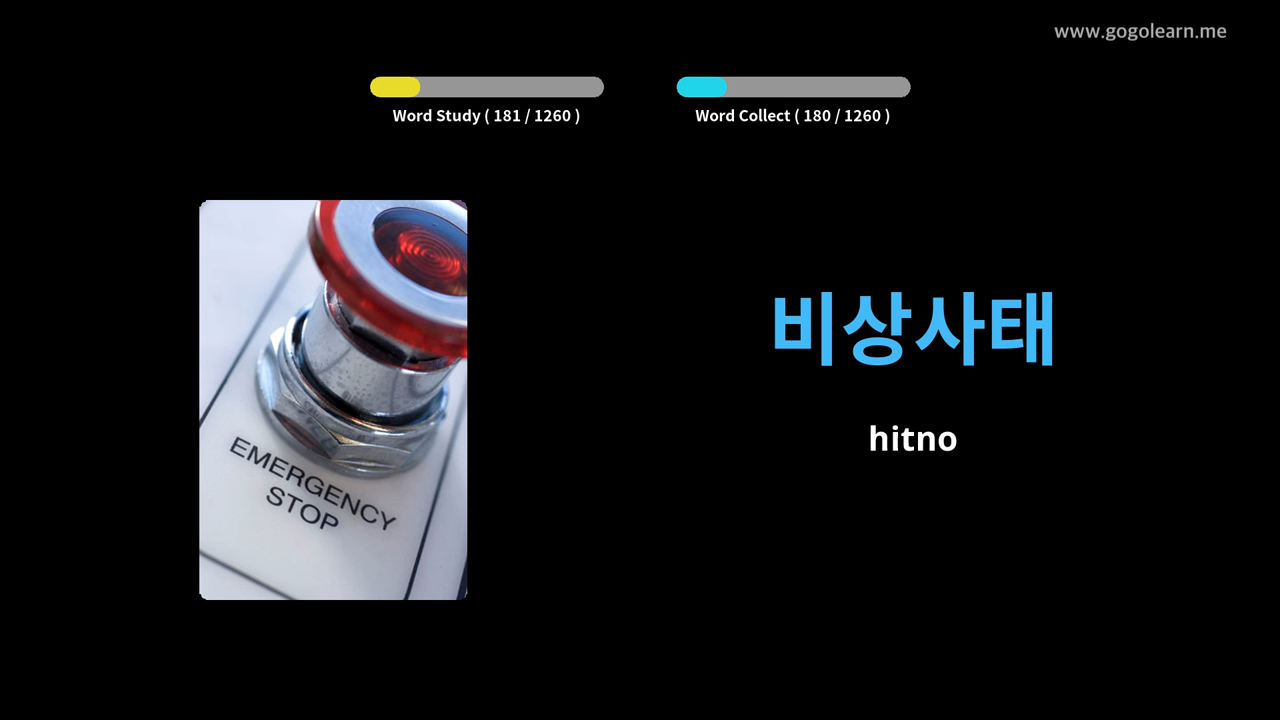 www.gogolearn.me
Word Study ( 181 / 1260 )
Word Collect ( 180 / 1260 )
비상사태
hitno
EMERGENCY
STOP